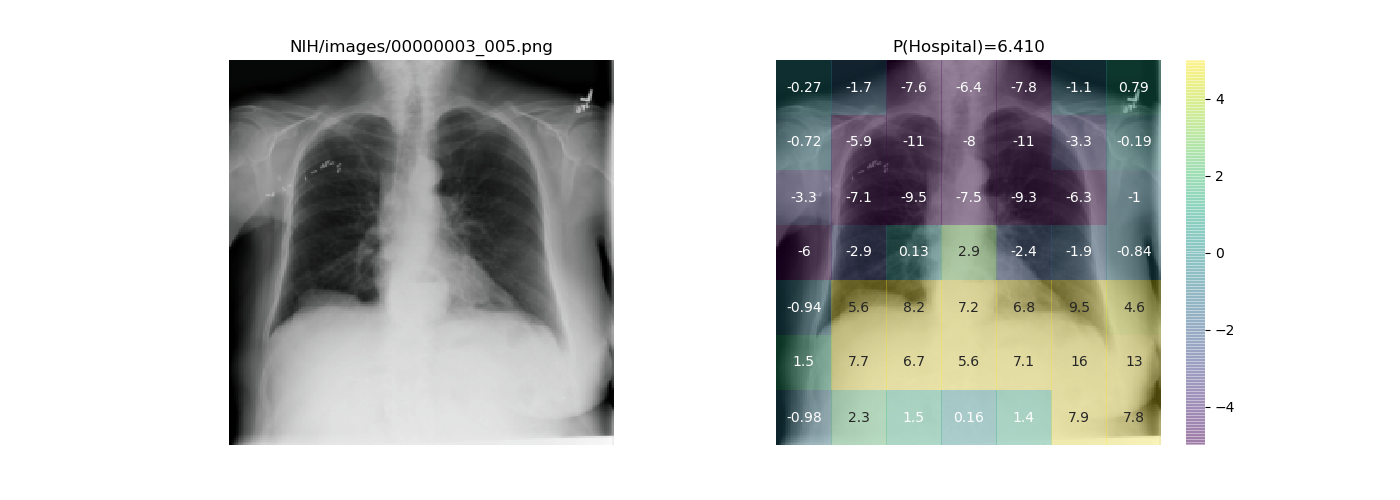 NIH/images/00000003_005.png
P(Hospital)=6.410
-0.27 -1.7 -7.6 -6.4 -7.8 -1.1 0.79
-0.72 -5.9 -11 -8 -11 -3.3 -0.19
-3.3 -7.1 -9.5 -7.5 -9.3 -6.3 -1
-6 -2.9 0.13 2.9 -2.4 -1.9 -0.84
-0.94 5.6 8.2 7.2 6.8 9.5 4.6
1.5 7.7 6.7 5.6 7.1 16 13
-0.98 2.3 1.5 0.16 1.4 7.9 7.8
4
2
0
−2
−4